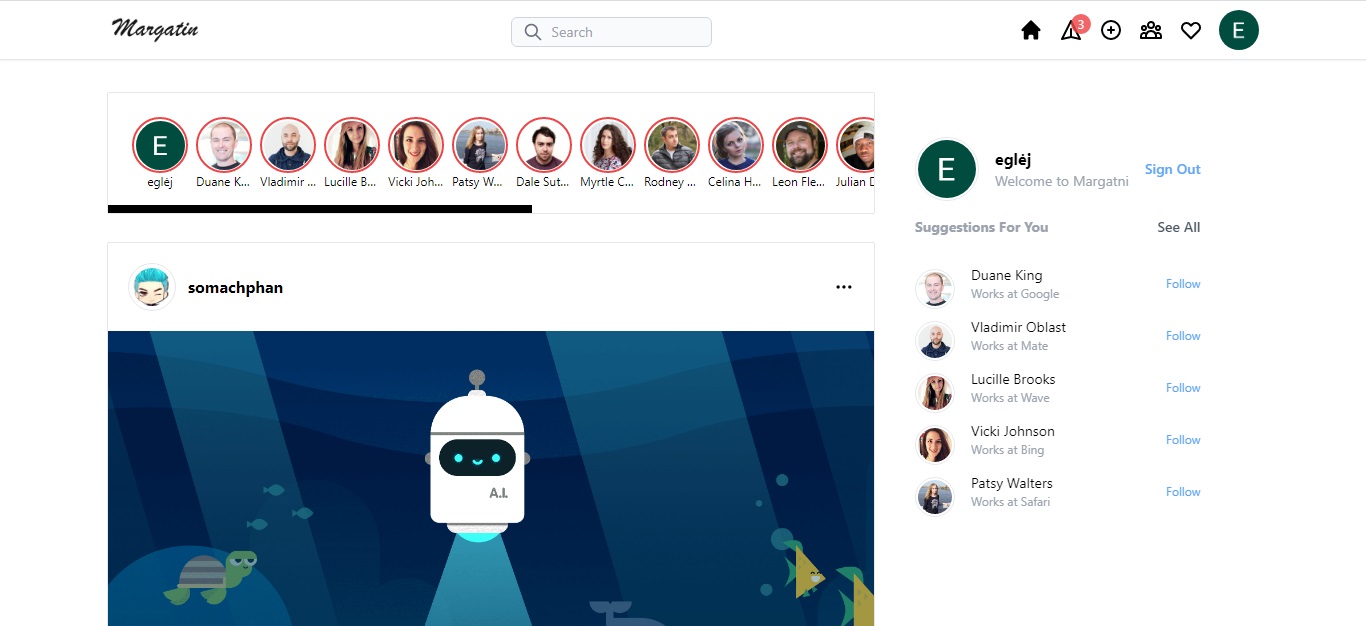 Margatin
Search
3
E
E
eglėj
Duane K...
Vladimir ...
Lucille B...
Vicki Joh...
Patsy W...
Dale Sut...
Myrtle C...
Rodney ...
Celina H...
Leon Fle...
Julian D
somachphan
A.I.
E
eglėj
Welcome to Margatni
Sign Out
Suggestions For You
See All
Duane King
Works at Google
Follow
Vladimir Oblast
Works at Mate
Follow
Lucille Brooks
Works at Wave
Follow
Vicki Johnson
Works at Bing
Follow
Patsy Walters
Works at Safari
Follow